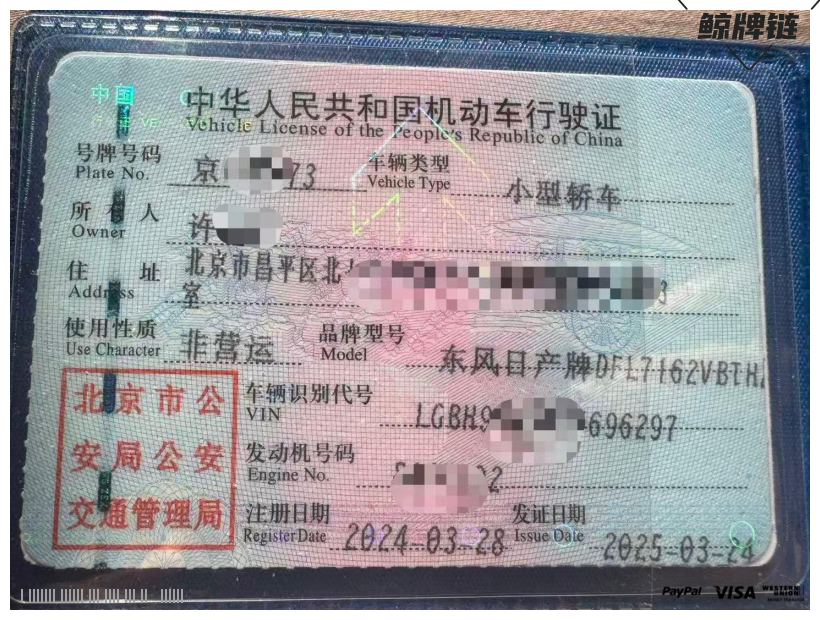 鲸牌链
中国
中华人民共和国机动车行驶证
Vehicle License of the People's Republic of China
号牌号码 京 73 车辆类型 小型轿车
Plate No. Vehicle Type
所有人 许
Owner
住址 北京市昌平区北
Address 室
使用性质 非营运 品牌型号 东风日产牌DFL7162VBTH
Use Character Model
北京市公
安局公安
交通管理局
车辆识别代号 LGBH9 696297
VIN
发动机号码 2
Engine No.
注册日期 2024-03-28 发证日期 2025-03-24
Register Date Issue Date
PayPal VISA WESTERN UNION